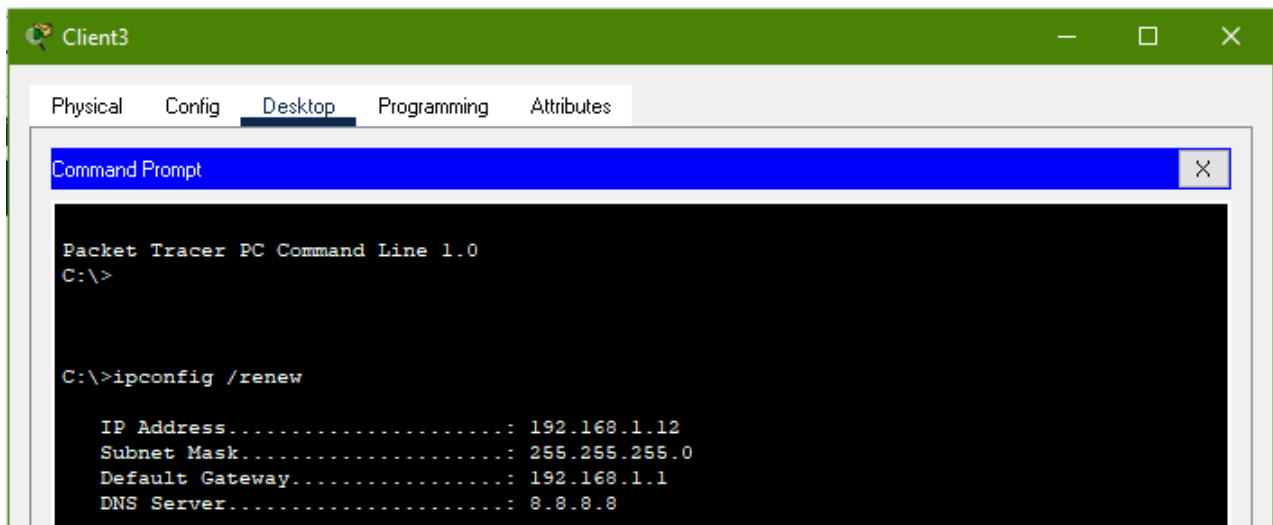 Client3
Physical Config Desktop Programming Attributes
Command Prompt X
Packet Tracer PC Command Line 1.0
C:\>
C:\>ipconfig /renew
IP Address......................: 192.168.1.12
Subnet Mask.....................: 255.255.255.0
Default Gateway.................: 192.168.1.1
DNS Server......................: 8.8.8.8